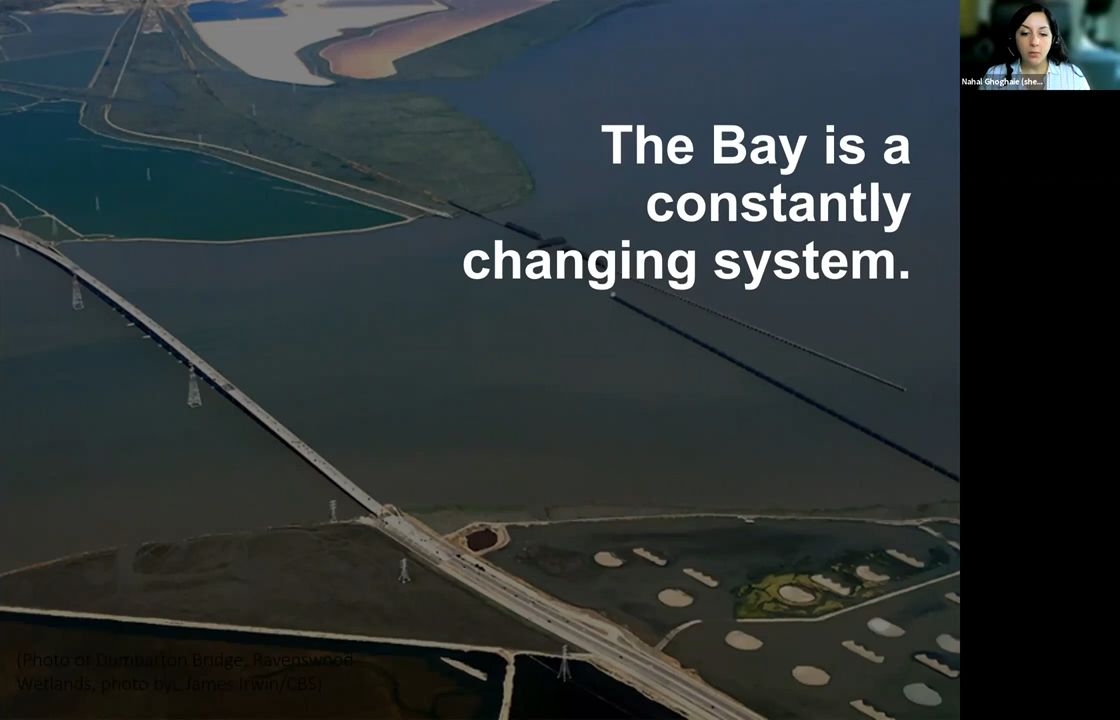 The Bay is a
constantly
changing system.
Nahal Ghoghaie (she...
(Photo of Dumbarton Bridge, Ravenswood
Wetlands, photo by, James Irwin/CBS)